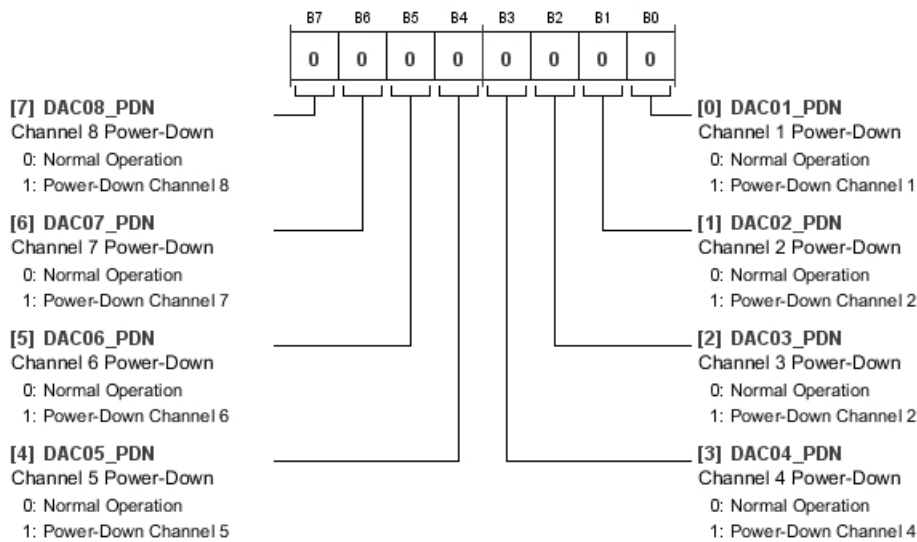 B7 B6 B5 B4 B3 B2 B1 B0
0 0 0 0 0 0 0 0
[7] DAC08_PDN
Channel 8 Power-Down
0: Normal Operation
1: Power-Down Channel 8
[6] DAC07_PDN
Channel 7 Power-Down
0: Normal Operation
1: Power-Down Channel 7
[5] DAC06_PDN
Channel 6 Power-Down
0: Normal Operation
1: Power-Down Channel 6
[4] DAC05_PDN
Channel 5 Power-Down
0: Normal Operation
1: Power-Down Channel 5
[0] DAC01_PDN
Channel 1 Power-Down
0: Normal Operation
1: Power-Down Channel 1
[1] DAC02_PDN
Channel 2 Power-Down
0: Normal Operation
1: Power-Down Channel 2
[2] DAC03_PDN
Channel 3 Power-Down
0: Normal Operation
1: Power-Down Channel 2
[3] DAC04_PDN
Channel 4 Power-Down
0: Normal Operation
1: Power-Down Channel 4